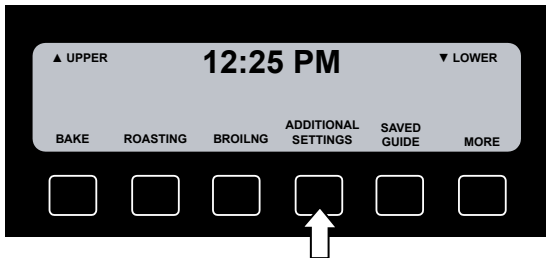 ▲ UPPER 12:25 PM ▼ LOWER
BAKE ROASTING BROILNG ADDITIONAL SETTINGS SAVED GUIDE MORE